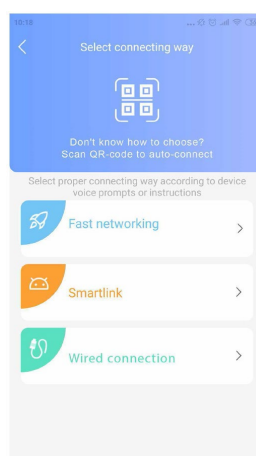 10:18
Select connecting way
Don't know how to choose?
Scan QR-code to auto-connect
Select proper connecting way according to device
voice prompts or instructions
Fast networking
Smartlink
Wired connection